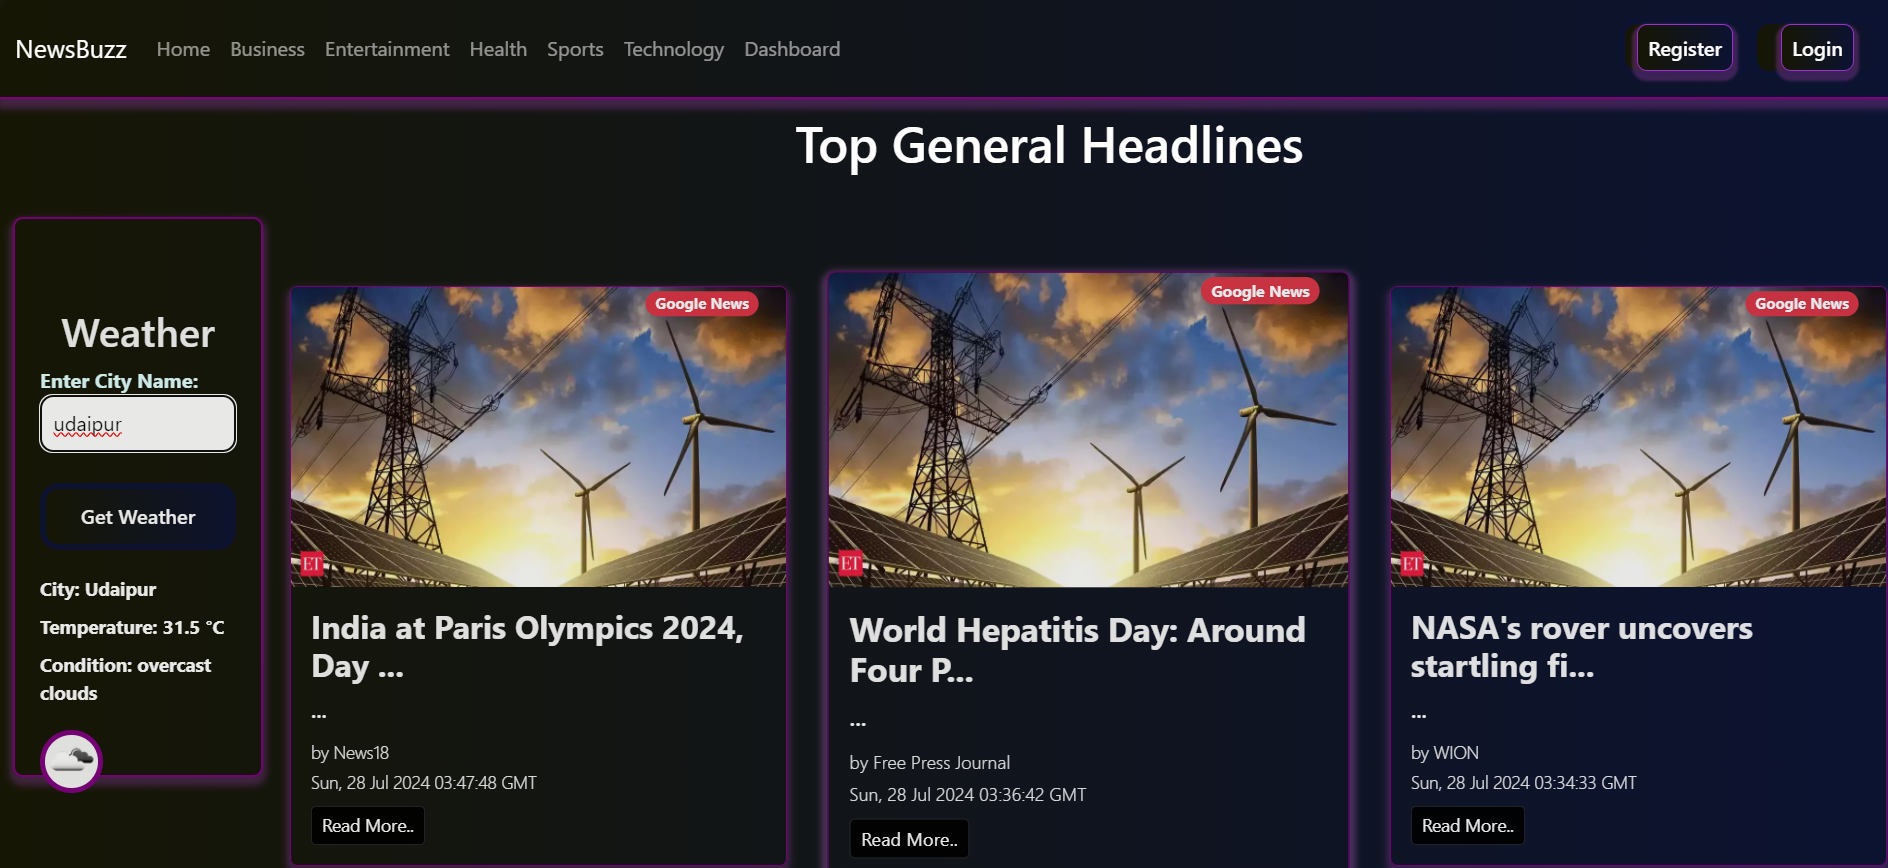 NewsBuzz Home Business Entertainment Health Sports Technology Dashboard Register Login
Top General Headlines
Weather
Enter City Name:
udaipur
Get Weather
City: Udaipur
Temperature: 31.5 °C
Condition: overcast
clouds
Google News
ET
India at Paris Olympics 2024,
Day ...
...
by News18
Sun, 28 Jul 2024 03:47:48 GMT
Read More..
Google News
ET
World Hepatitis Day: Around
Four P...
...
by Free Press Journal
Sun, 28 Jul 2024 03:36:42 GMT
Read More..
Google News
ET
NASA's rover uncovers
startling fi...
...
by WION
Sun, 28 Jul 2024 03:34:33 GMT
Read More..